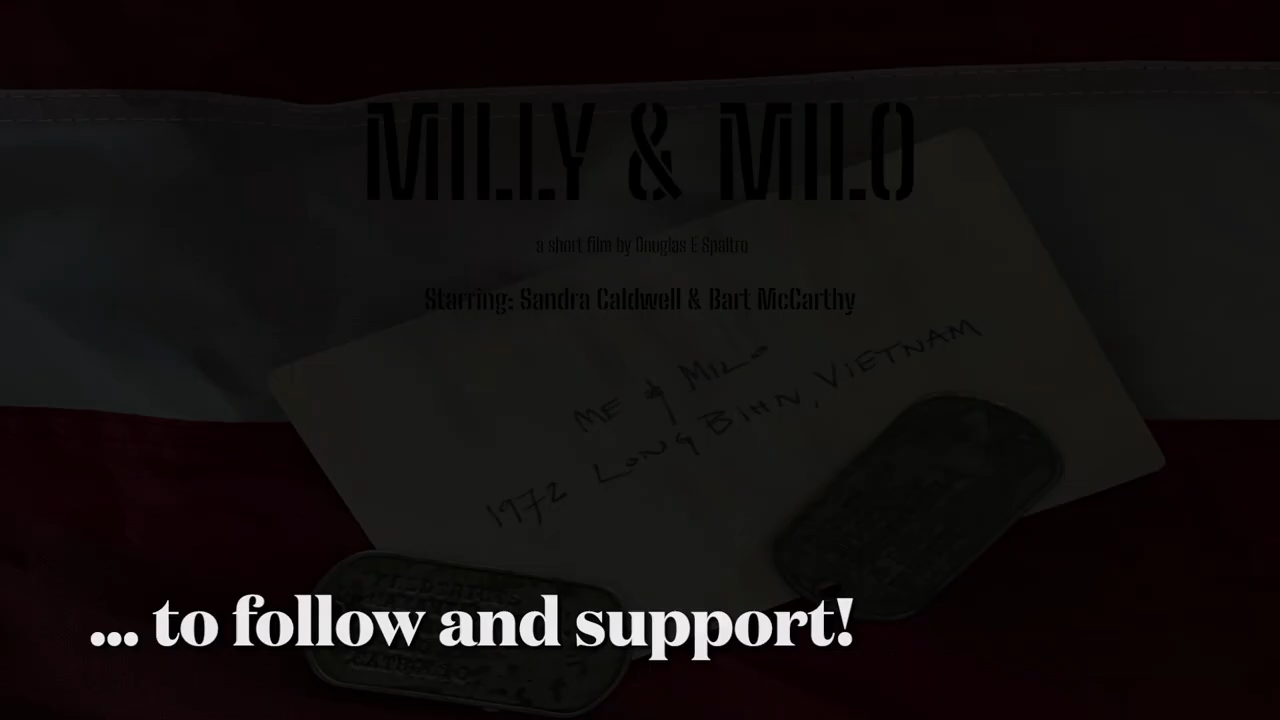 MILLY & MILO
a short film by Douglas E Spaltro
Starring: Sandra Caldwell & Bart McCarthy
ME & MILO
1972 LONG BIHN, VIETNAM
... to follow and support!